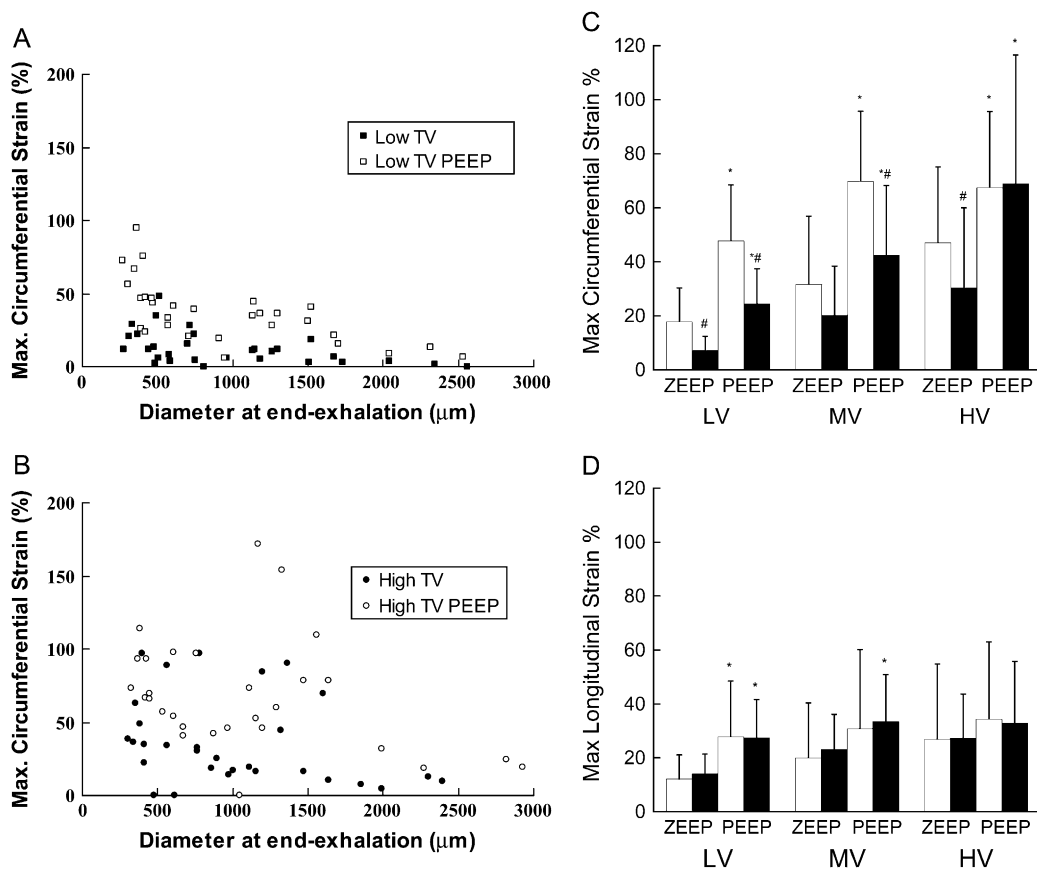 A
Max. Circumferential Strain (%)
200
150
100
50
0
Low TV
Low TV PEEP
0 500 1000 1500 2000 2500 3000
Diameter at end-exhalation (μm)
B
Max. Circumferential Strain (%)
200
150
100
50
0
High TV
High TV PEEP
0 500 1000 1500 2000 2500 3000
Diameter at end-exhalation (μm)
C
Max Circumferential Strain %
120
100
80
60
40
20
0
# * *# * *# # * *
ZEEP PEEP ZEEP PEEP ZEEP PEEP
LV MV HV
D
Max Longitudinal Strain %
120
100
80
60
40
20
0
* * *
ZEEP PEEP ZEEP PEEP ZEEP PEEP
LV MV HV